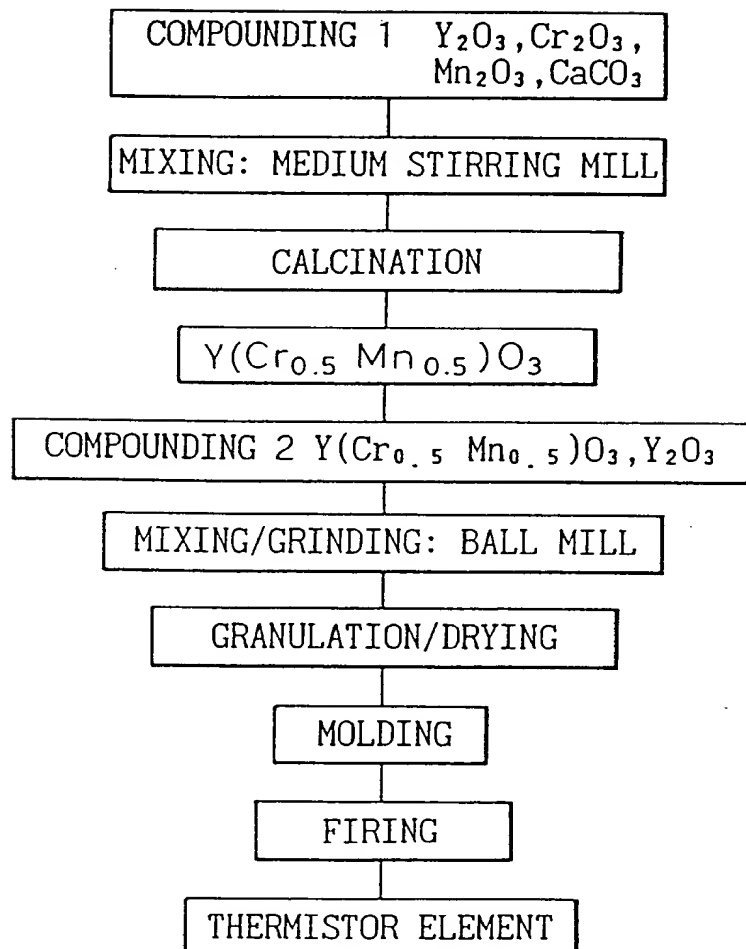 COMPOUNDING 1 Y₂O₃,Cr₂O₃,
Mn₂O₃,CaCO₃
MIXING: MEDIUM STIRRING MILL
CALCINATION
Y(Cr₀.₅ Mn₀.₅)O₃
COMPOUNDING 2 Y(Cr₀.₅ Mn₀.₅)O₃,Y₂O₃
MIXING/GRINDING: BALL MILL
GRANULATION/DRYING
MOLDING
FIRING
THERMISTOR ELEMENT